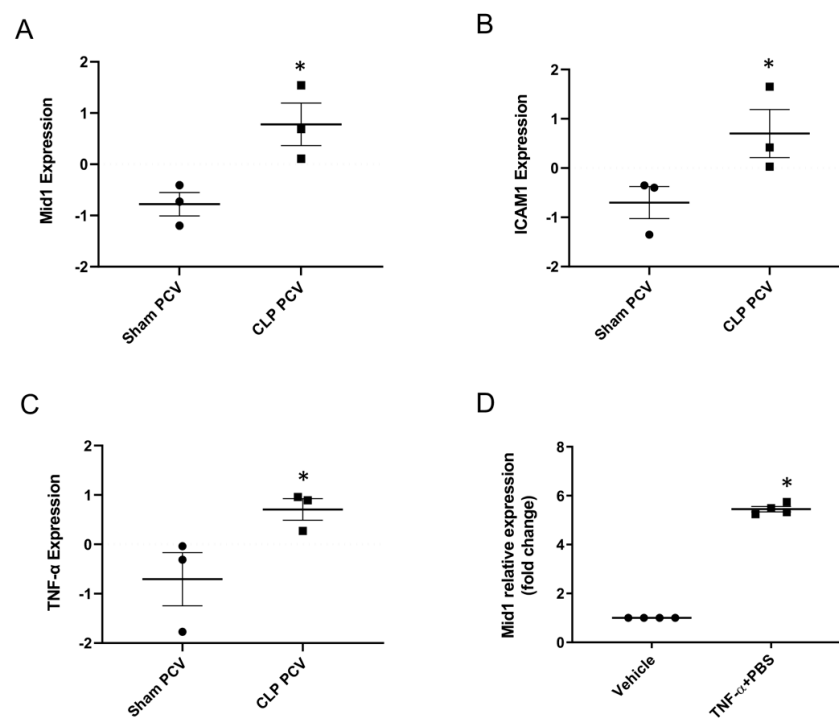 A
Mid1 Expression
2
1
0
-1
-2
*
Sham PCV
CLP PCV
B
ICAM1 Expression
2
1
0
-1
-2
*
Sham PCV
CLP PCV
C
TNF-α Expression
2
1
0
-1
-2
*
Sham PCV
CLP PCV
D
Mid1 relative expression
(fold change)
8
6
4
2
0
*
Vehicle
TNF-α+PBS